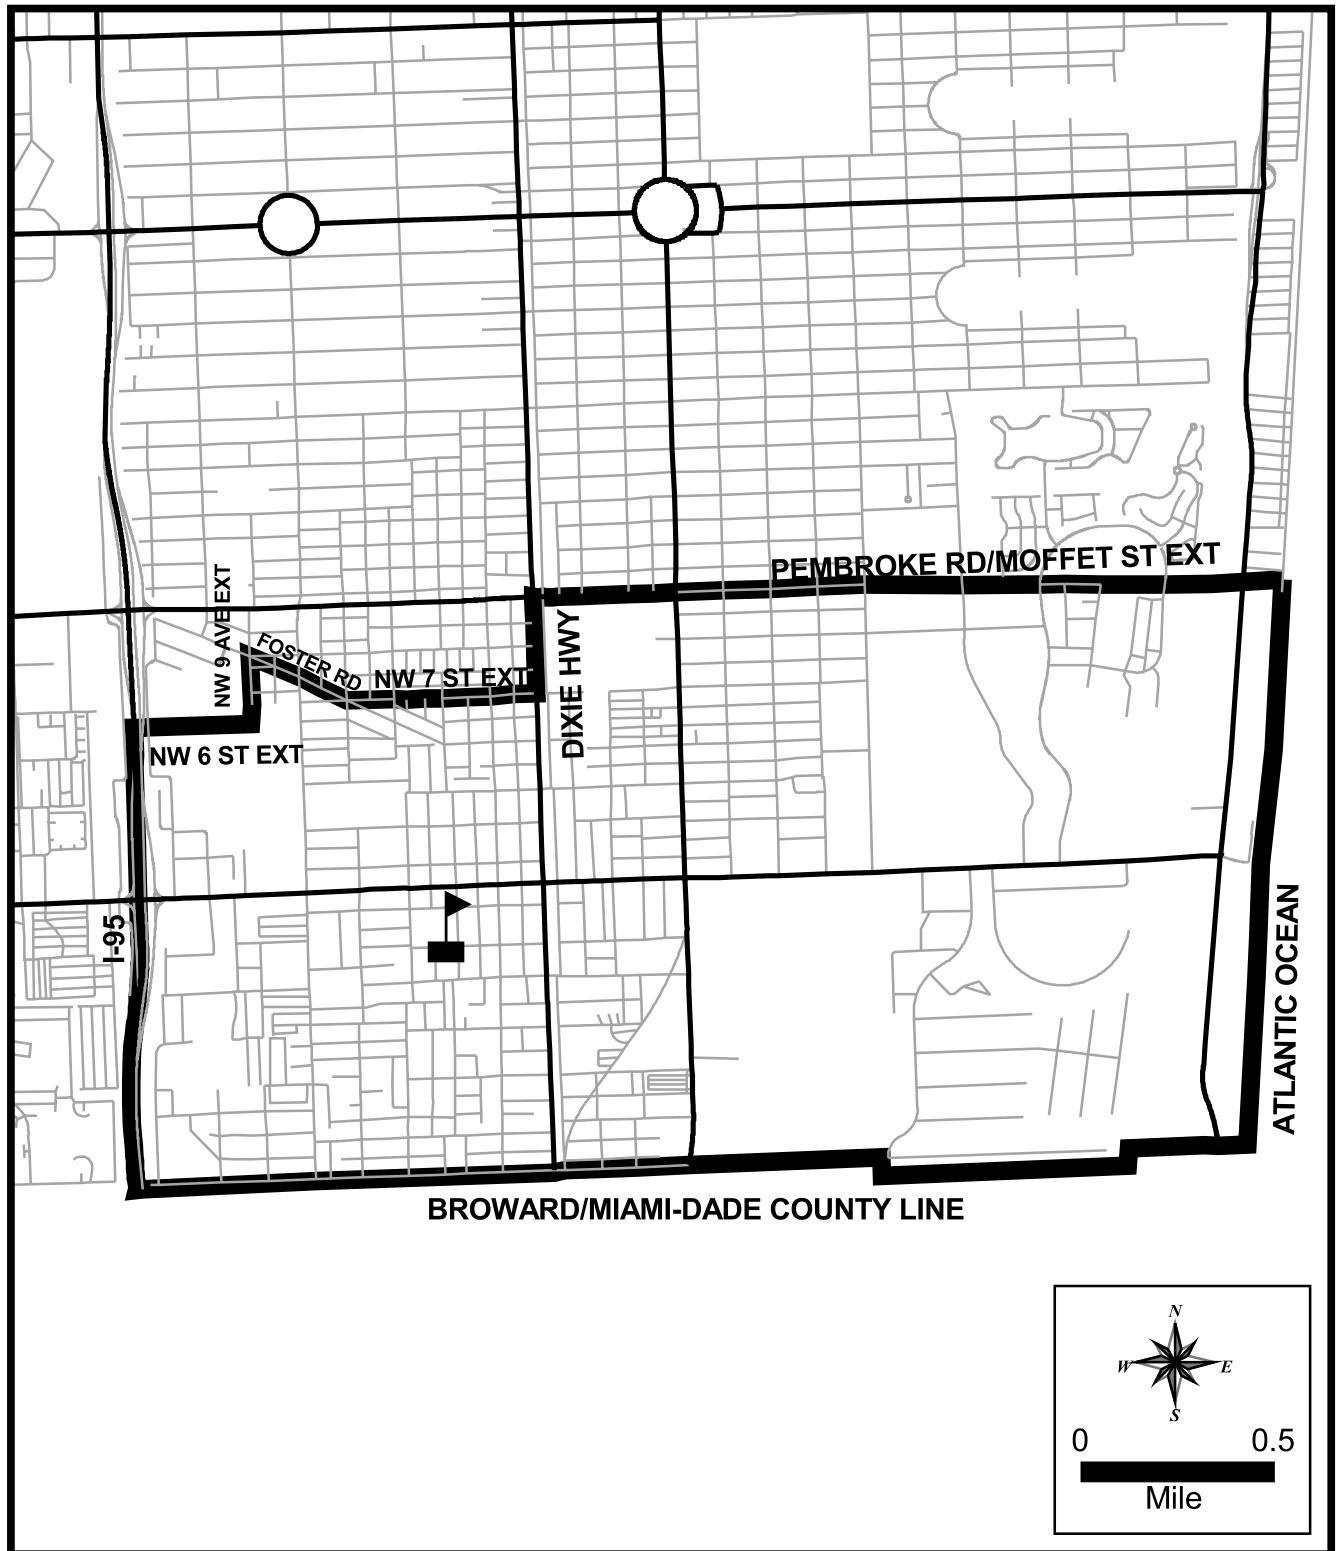 PEMBROKE RD/MOFFET ST EXT
NW 9 AVE EXT
FOSTER RD
NW 7 ST EXT
DIXIE HWY
NW 6 ST EXT
I-95
ATLANTIC OCEAN
BROWARD/MIAMI-DADE COUNTY LINE
N
W
E
S
0
0.5
Mile